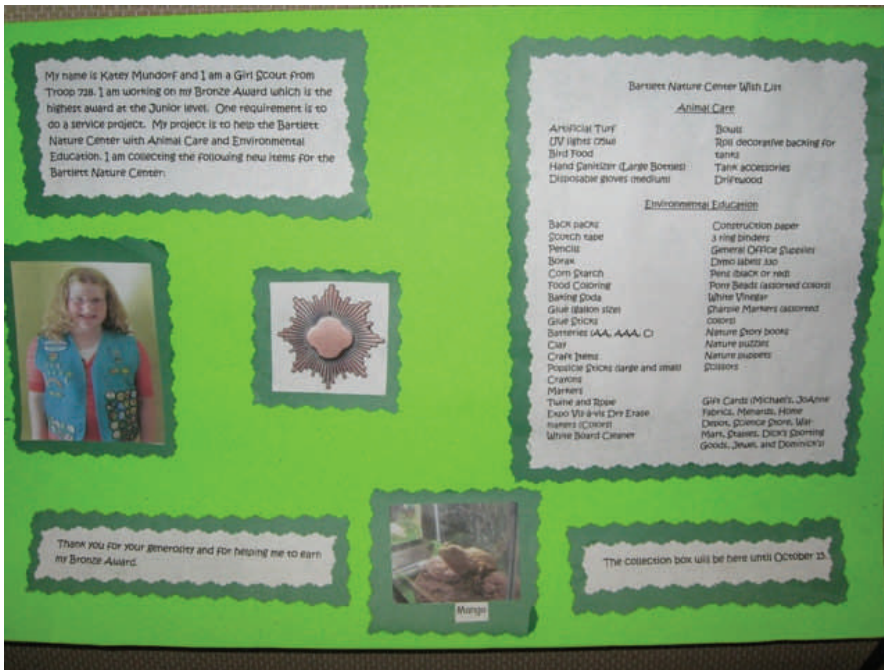 My name is Katey Mundorf and I am a Girl Scout from
Troop 728. I am working on my Bronze Award which is the
highest award at the Junior level. One requirement is to
do a service project. My project is to help the Bartlett
Nature Center with Animal Care and Environmental
Education. I am collecting the following new items for the
Bartlett Nature Center:
Bartlett Nature Center Wish List
Animal Care
Artificial Turf
UV lights
Bird Food
Hand Sanitizer (Large Bottles)
Disposable gloves (medium)
Bowls
Roll decorative backing for
tanks
Tank accessories
Driftwood
Environmental Education
Back packs
Scotch tape
Pencils
Borax
Corn Starch
Food Coloring
Baking Soda
Glue (gallon size)
Glue Sticks
Batteries (AA, AAA, C)
Clay
Craft Items
Popsicle Sticks (large and small)
Crayons
Markers
Twine and Rope
Expo Vis-à-vis Dry Erase
(Colors)
White Board Cleaner
Construction paper
3 ring binders
General Office Supplies
Dymo labels 330
Pens (black or red)
Pony Beads (assorted colors)
White Vinegar
Sharpie Markers (assorted
colors)
Nature Story books
Nature puzzles
Nature puppets
Scissors
Gift Cards (Michael's, JoAnne
Fabrics, Menards, Home
Depot, Science Store, Wal-
Mart, Staples, Dick's Sporting
Goods, Jewel, and Dominick's)
Thank you for your generosity and for helping me to earn
my Bronze Award.
Mango
The collection box will be here until October